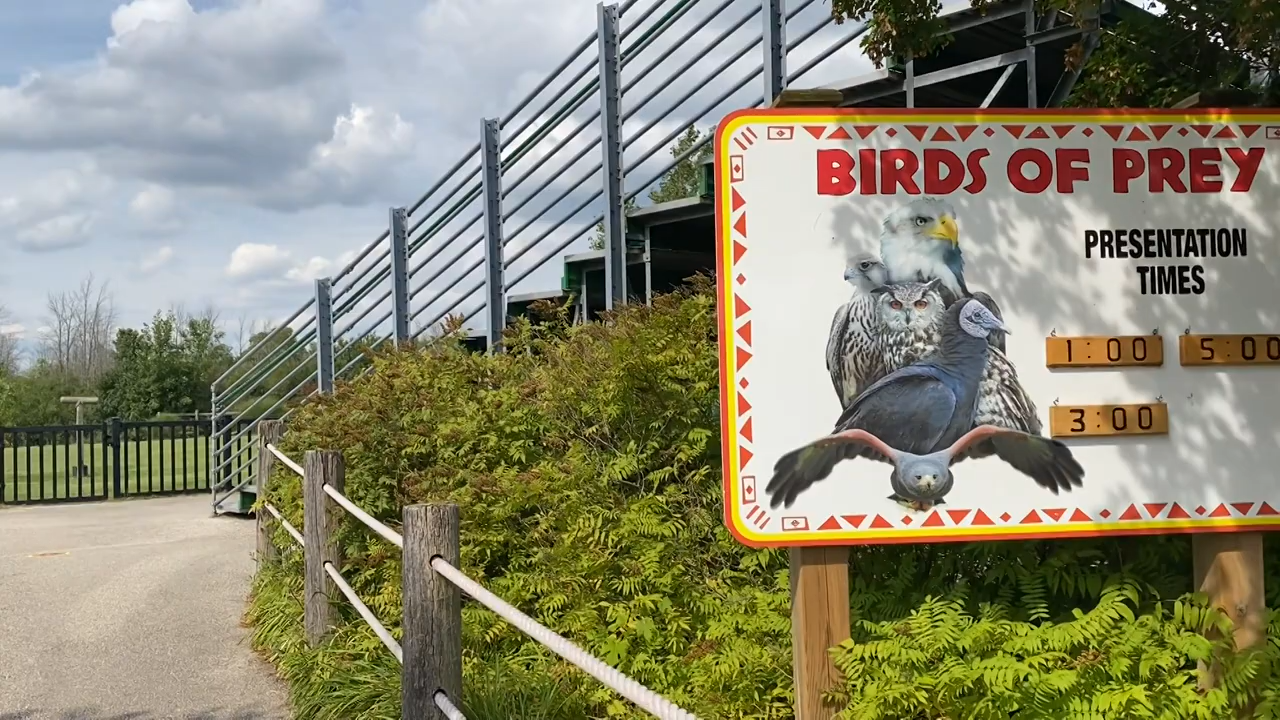 BIRDS OF PREY
PRESENTATION
TIMES
1:00 5:00
3:00